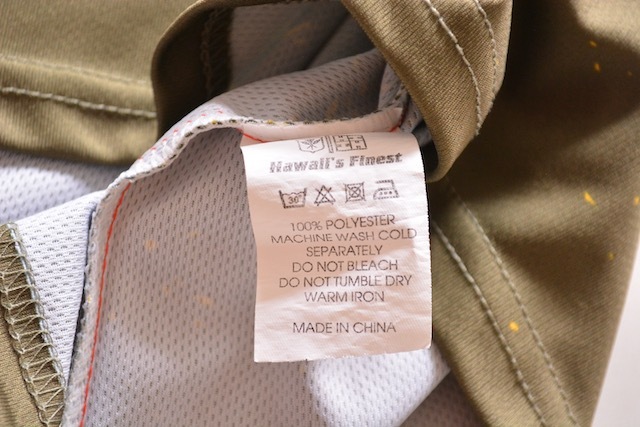 Hawaii's Finest
30°
100% POLYESTER
MACHINE WASH COLD
SEPARATELY
DO NOT BLEACH
DO NOT TUMBLE DRY
WARM IRON
MADE IN CHINA